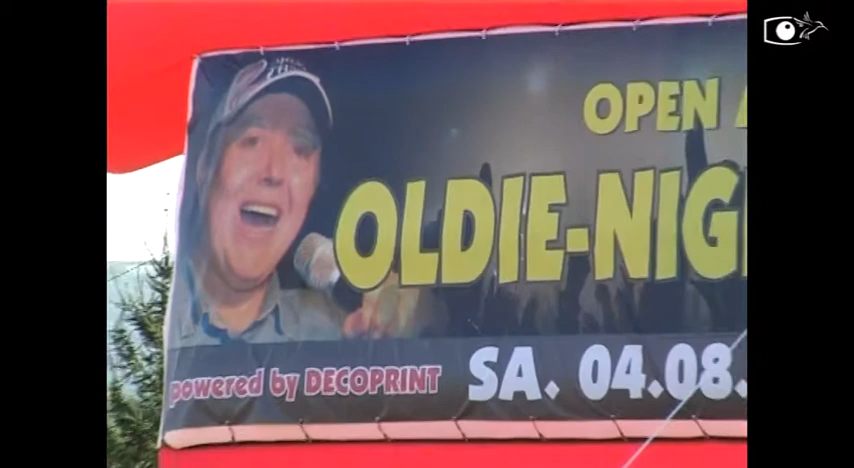 OPEN
OLDIE-NIG
powered by DECOPRINT
SA. 04.08.